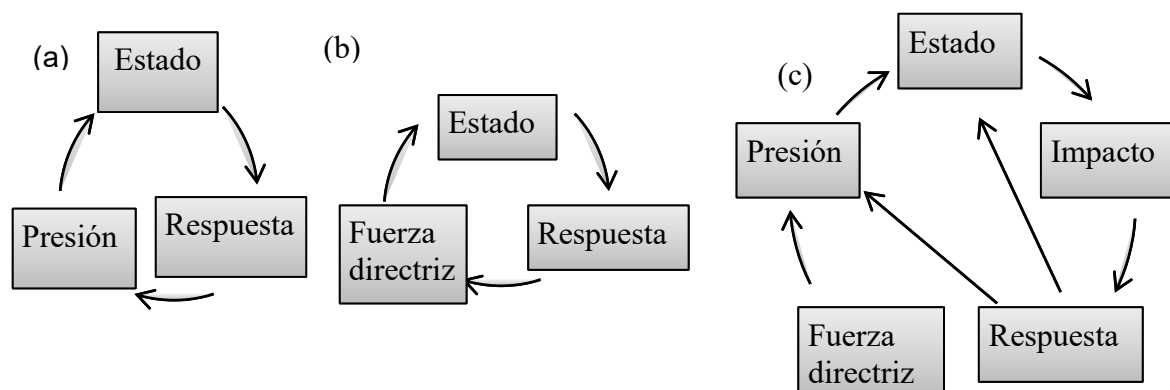 (a)
Estado
Presión
Respuesta
(b)
Estado
Fuerza
directriz
Respuesta
(c)
Estado
Presión
Impacto
Fuerza
directriz
Respuesta